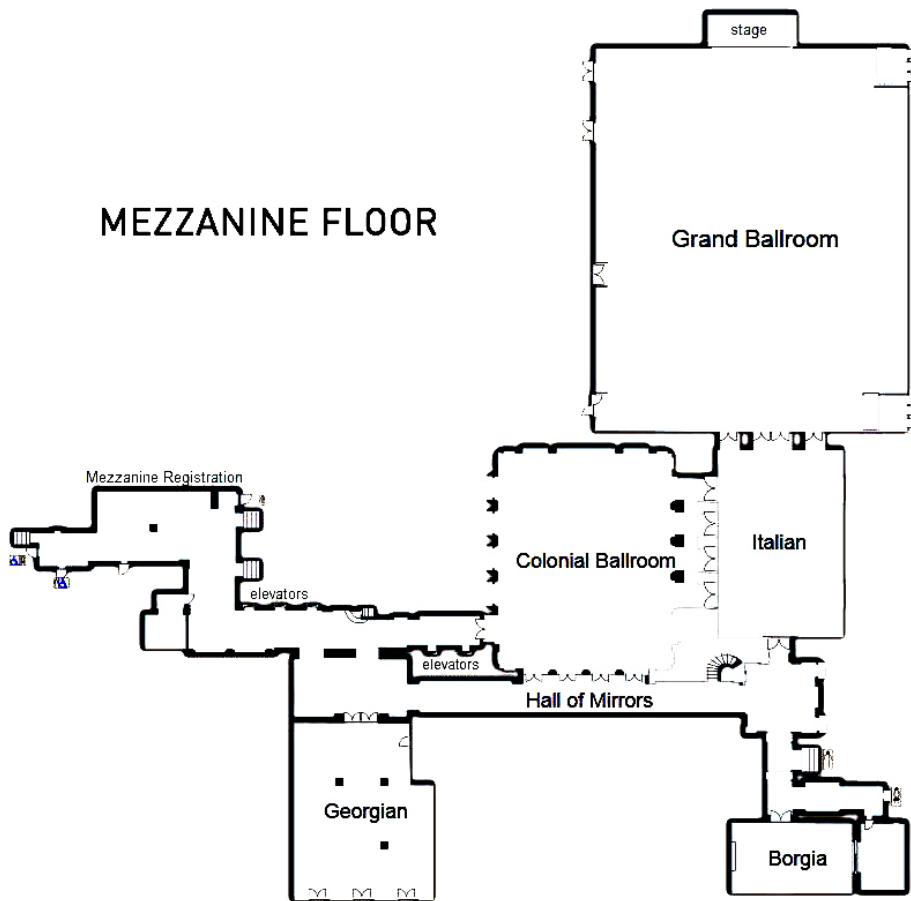 stage
MEZZANINE FLOOR
Grand Ballroom
Mezzanine Registration
Colonial Ballroom
Italian
elevators
elevators
Hall of Mirrors
Georgian
Borgia